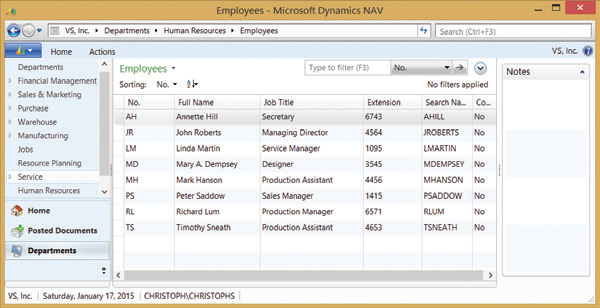 Employees - Microsoft Dynamics NAV
VS, Inc. Departments Human Resources Employees
Search (Ctrl+F3)
Home Actions VS, Inc.
Departments
Financial Management
Sales & Marketing
Purchase
Warehouse
Manufacturing
Jobs
Resource Planning
Service
Human Resources
Home
Posted Documents
Departments
Employees Type to filter (F3) No.
Sorting: No. No filters applied
No. Full Name Job Title Extension Search Na... Co...
AH Annette Hill Secretary 6743 AHILL No
JR John Roberts Managing Director 4564 JROBERTS No
LM Linda Martin Service Manager 1095 LMARTIN No
MD Mary A. Dempsey Designer 3545 MDEMPSEY No
MH Mark Hanson Production Assistant 4456 MHANSON No
PS Peter Saddow Sales Manager 1415 PSADDOW No
RL Richard Lum Production Manager 6571 RLUM No
TS Timothy Sneath Production Assistant 4653 TSNEATH No
Notes
VS, Inc. Saturday, January 17, 2015 CHRISTOPH\CHRISTOPHS